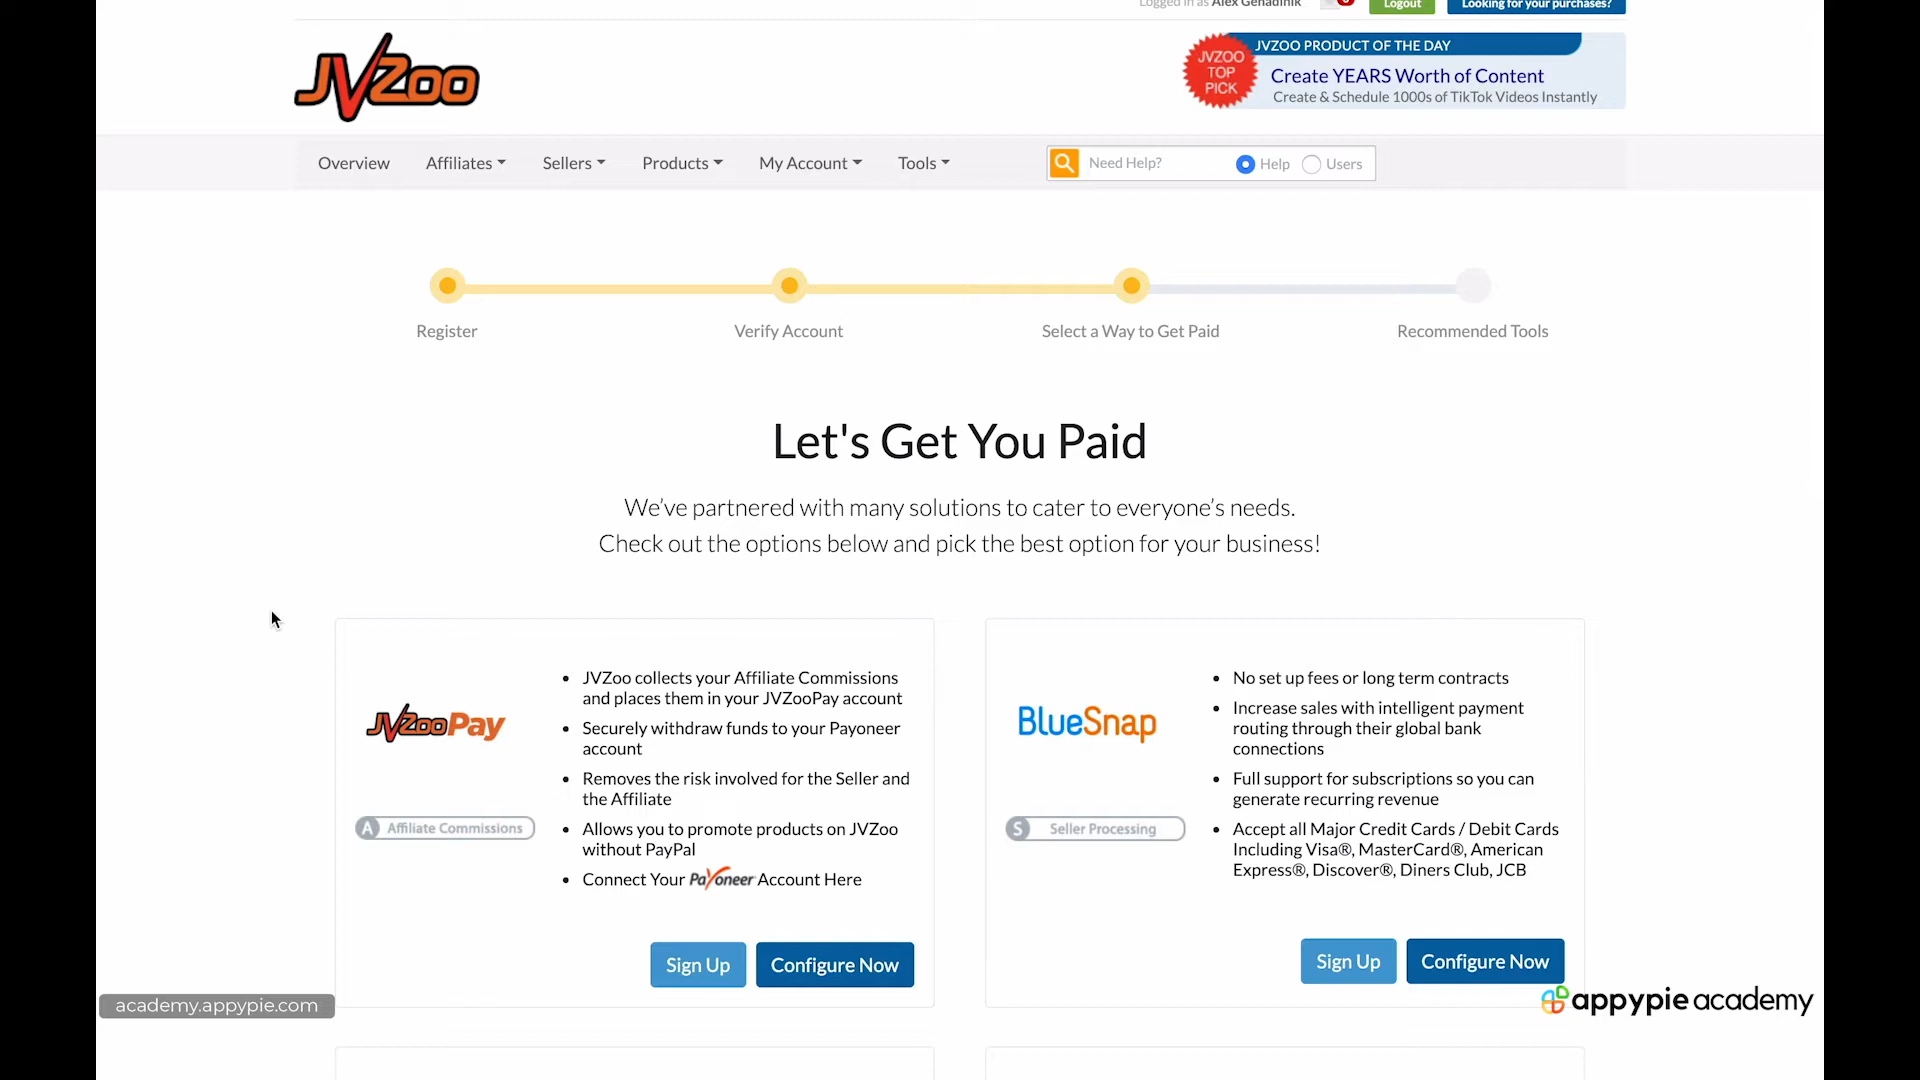 Logged in as Alex Genadinik
Logout
Looking for your purchases?
JVZoo
JVZOO TOP PICK
JVZOO PRODUCT OF THE DAY
Create YEARS Worth of Content
Create & Schedule 1000s of TikTok Videos Instantly
Overview
Affiliates
Sellers
Products
My Account
Tools
Need Help?
Help
Users
Register
Verify Account
Select a Way to Get Paid
Recommended Tools
Let's Get You Paid
We’ve partnered with many solutions to cater to everyone’s needs.
Check out the options below and pick the best option for your business!
JVZooPay
A Affiliate Commissions
JVZoo collects your Affiliate Commissions
and places them in your JVZooPay account
Securely withdraw funds to your Payoneer
account
Removes the risk involved for the Seller and
the Affiliate
Allows you to promote products on JVZoo
without PayPal
Connect Your Payoneer Account Here
Sign Up
Configure Now
BlueSnap
S Seller Processing
No set up fees or long term contracts
Increase sales with intelligent payment
routing through their global bank
connections
Full support for subscriptions so you can
generate recurring revenue
Accept all Major Credit Cards / Debit Cards
Including Visa®, MasterCard®, American
Express®, Discover®, Diners Club, JCB
Sign Up
Configure Now
academy.appypie.com
appypie academy